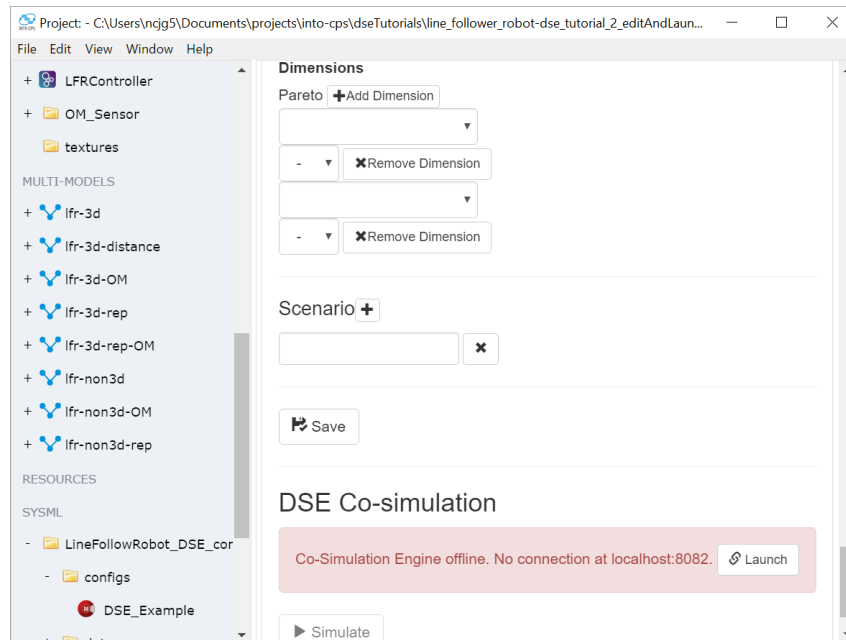 Project: - C:\Users\ncjg5\Documents\projects\into-cps\dseTutorials\line_follower_robot-dse_tutorial_2_editAndLaun...
File Edit View Window Help
+ LFRController
+ OM_Sensor
textures
MULTI-MODELS
+ lfr-3d
+ lfr-3d-distance
+ lfr-3d-OM
+ lfr-3d-rep
+ lfr-3d-rep-OM
+ lfr-non3d
+ lfr-non3d-OM
+ lfr-non3d-rep
RESOURCES
SYSML
- LineFollowRobot_DSE_cor
- configs
DSE_Example
Dimensions
Pareto +Add Dimension
- ×Remove Dimension
- ×Remove Dimension
Scenario +
Save
DSE Co-simulation
Co-Simulation Engine offline. No connection at localhost:8082. Launch
Simulate